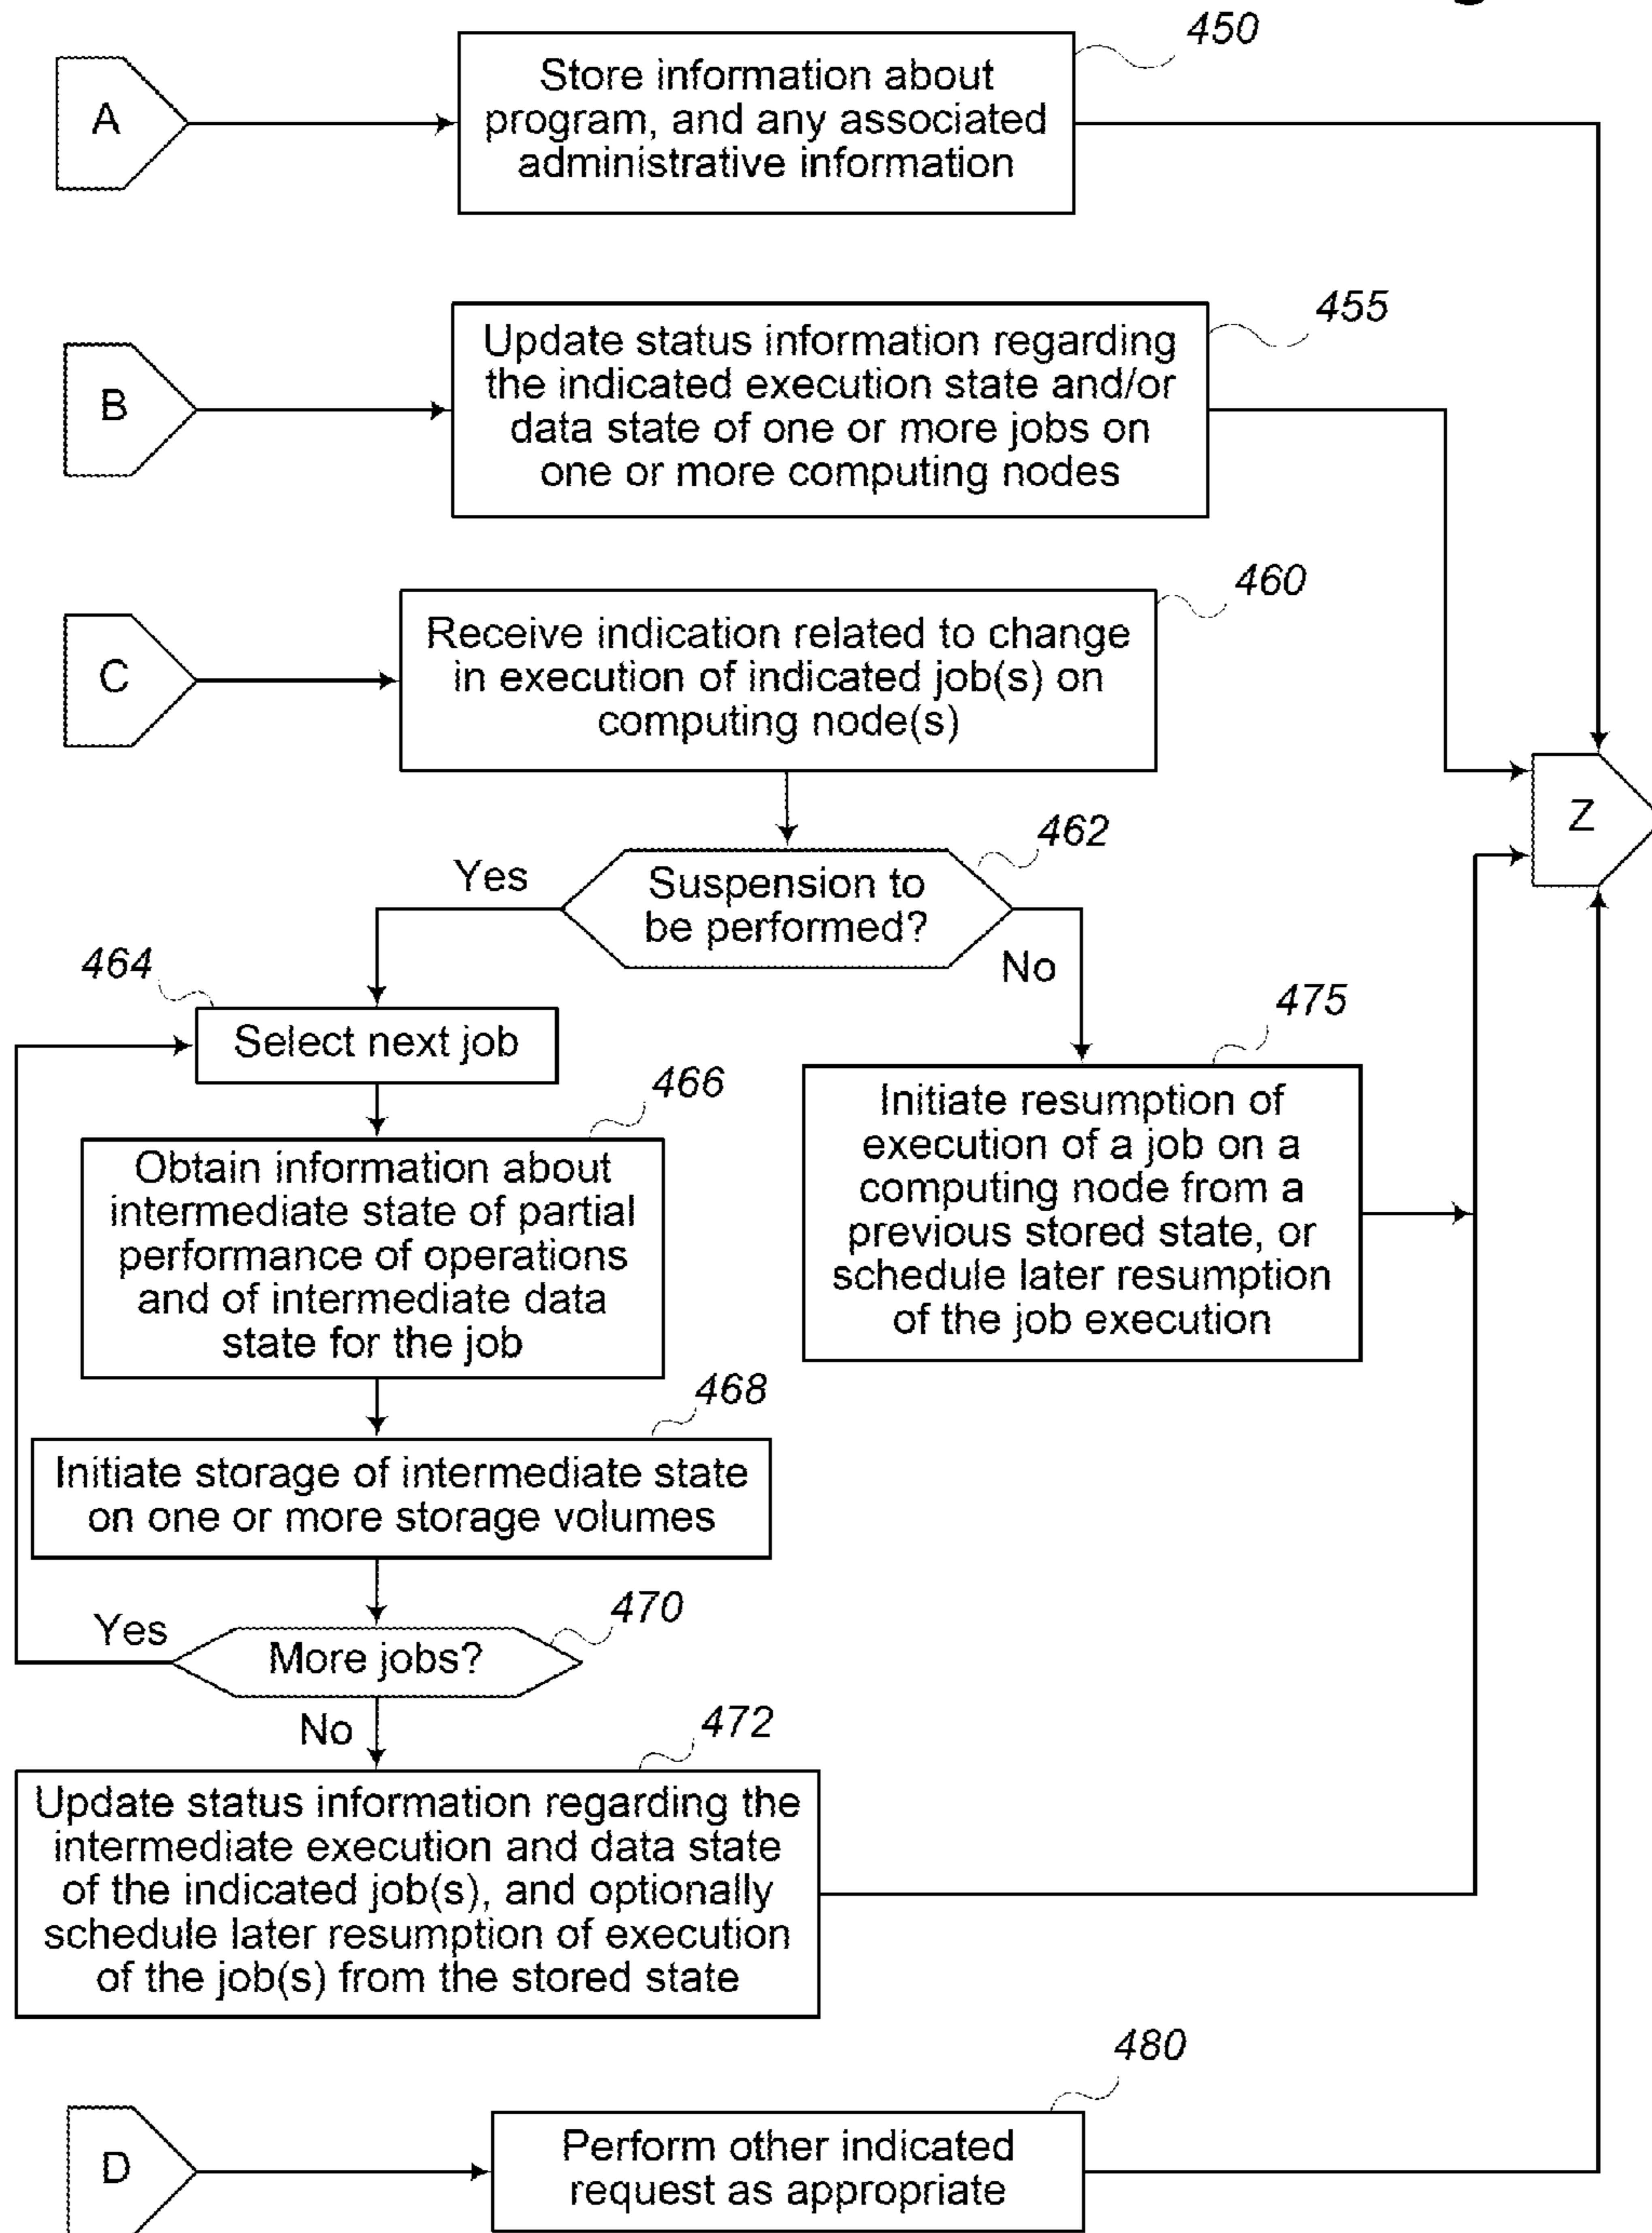 450
A
Store information about
program, and any associated
administrative information
455
B
Update status information regarding
the indicated execution state and/or
data state of one or more jobs on
one or more computing nodes
460
C
Receive indication related to change
in execution of indicated job(s) on
computing node(s)
Z
462
Yes
Suspension to
be performed?
No
464
Select next job
475
466
Initiate resumption of
execution of a job on a
computing node from a
previous stored state, or
schedule later resumption
of the job execution
Obtain information about
intermediate state of partial
performance of operations
and of intermediate data
state for the job
468
Initiate storage of intermediate state
on one or more storage volumes
470
Yes
More jobs?
No
472
Update status information regarding the
intermediate execution and data state
of the indicated job(s), and optionally
schedule later resumption of execution
of the job(s) from the stored state
480
D
Perform other indicated
request as appropriate